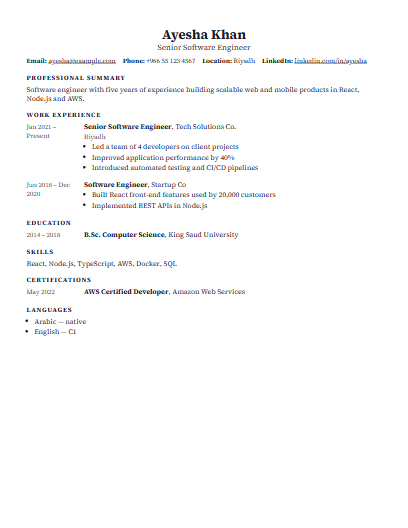 Ayesha Khan
Senior Software Engineer
Email: ayesha@example.com Phone: +966 55 123 4567 Location: Riyadh LinkedIn: linkedin.com/in/ayesha
PROFESSIONAL SUMMARY
Software engineer with five years of experience building scalable web and mobile products in React,
Node.js and AWS.
WORK EXPERIENCE
Jan 2021 – Present
Senior Software Engineer, Tech Solutions Co.
Riyadh
• Led a team of 4 developers on client projects
• Improved application performance by 40%
• Introduced automated testing and CI/CD pipelines
Jun 2018 – Dec 2020
Software Engineer, Startup Co
• Built React front-end features used by 20,000 customers
• Implemented REST APIs in Node.js
EDUCATION
2014 – 2018 B.Sc. Computer Science, King Saud University
SKILLS
React, Node.js, TypeScript, AWS, Docker, SQL
CERTIFICATIONS
May 2022 AWS Certified Developer, Amazon Web Services
LANGUAGES
• Arabic — native
• English — C1